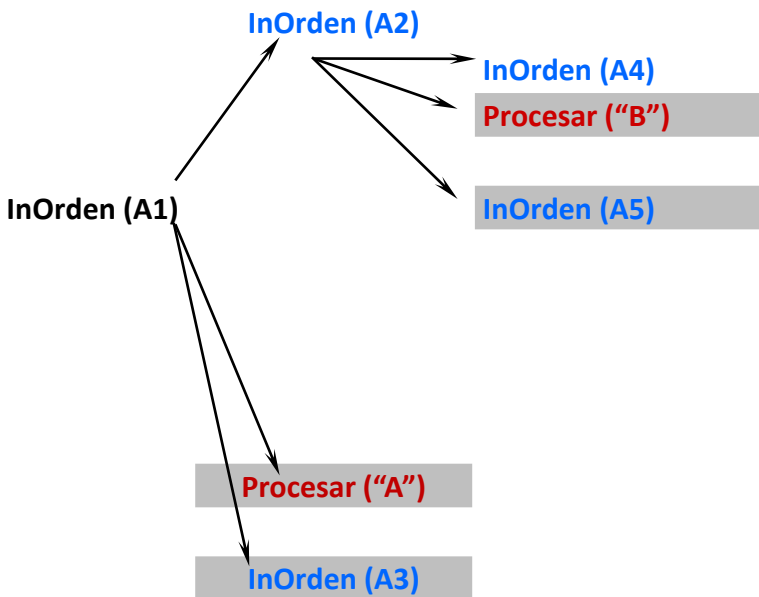 InOrden (A2)
InOrden (A4)
Procesar (“B”)
InOrden (A1)
InOrden (A5)
Procesar (“A”)
InOrden (A3)